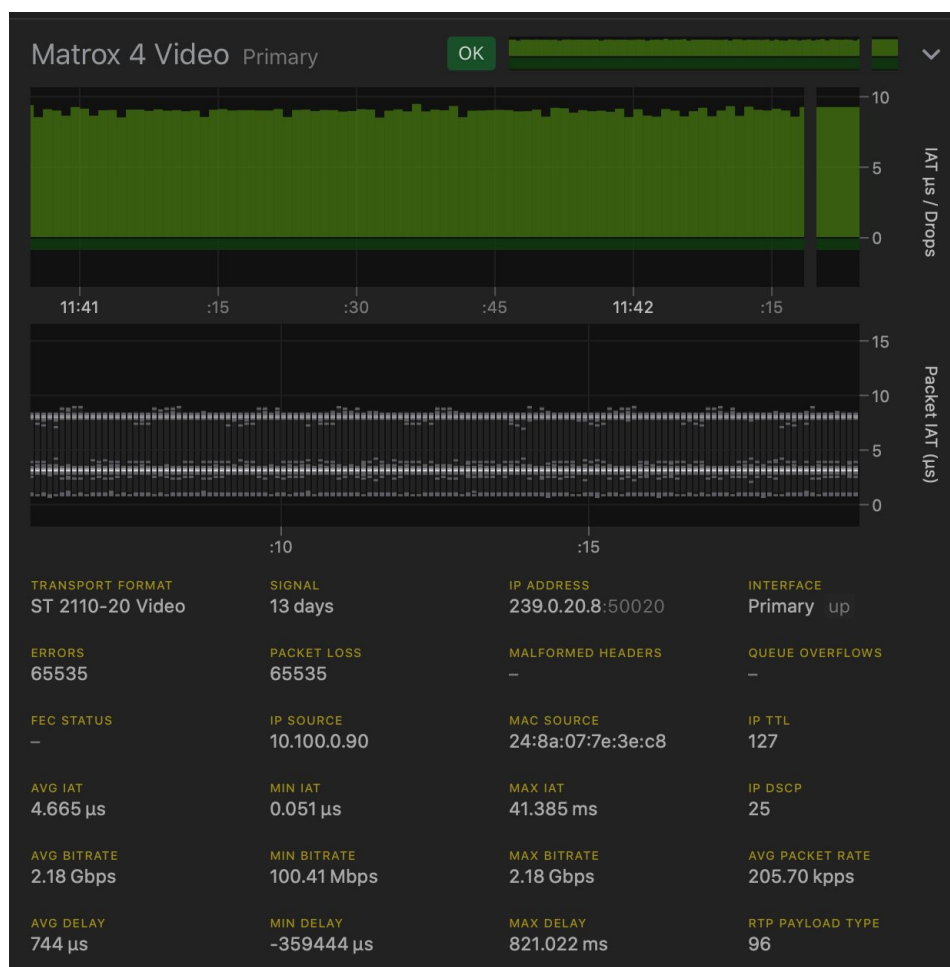 Matrox 4 Video Primary OK
10
5
0
IAT µs / Drops
11:41 :15 :30 :45 11:42 :15
15
10
5
0
Packet IAT (µs)
:10 :15
TRANSPORT FORMAT SIGNAL IP ADDRESS INTERFACE
ST 2110-20 Video 13 days 239.0.20.8:50020 Primary up
ERRORS PACKET LOSS MALFORMED HEADERS QUEUE OVERFLOWS
65535 65535 – –
FEC STATUS IP SOURCE MAC SOURCE IP TTL
– 10.100.0.90 24:8a:07:7e:3e:c8 127
AVG IAT MIN IAT MAX IAT IP DSCP
4.665 µs 0.051 µs 41.385 ms 25
AVG BITRATE MIN BITRATE MAX BITRATE AVG PACKET RATE
2.18 Gbps 100.41 Mbps 2.18 Gbps 205.70 kpps
AVG DELAY MIN DELAY MAX DELAY RTP PAYLOAD TYPE
744 µs -359444 µs 821.022 ms 96